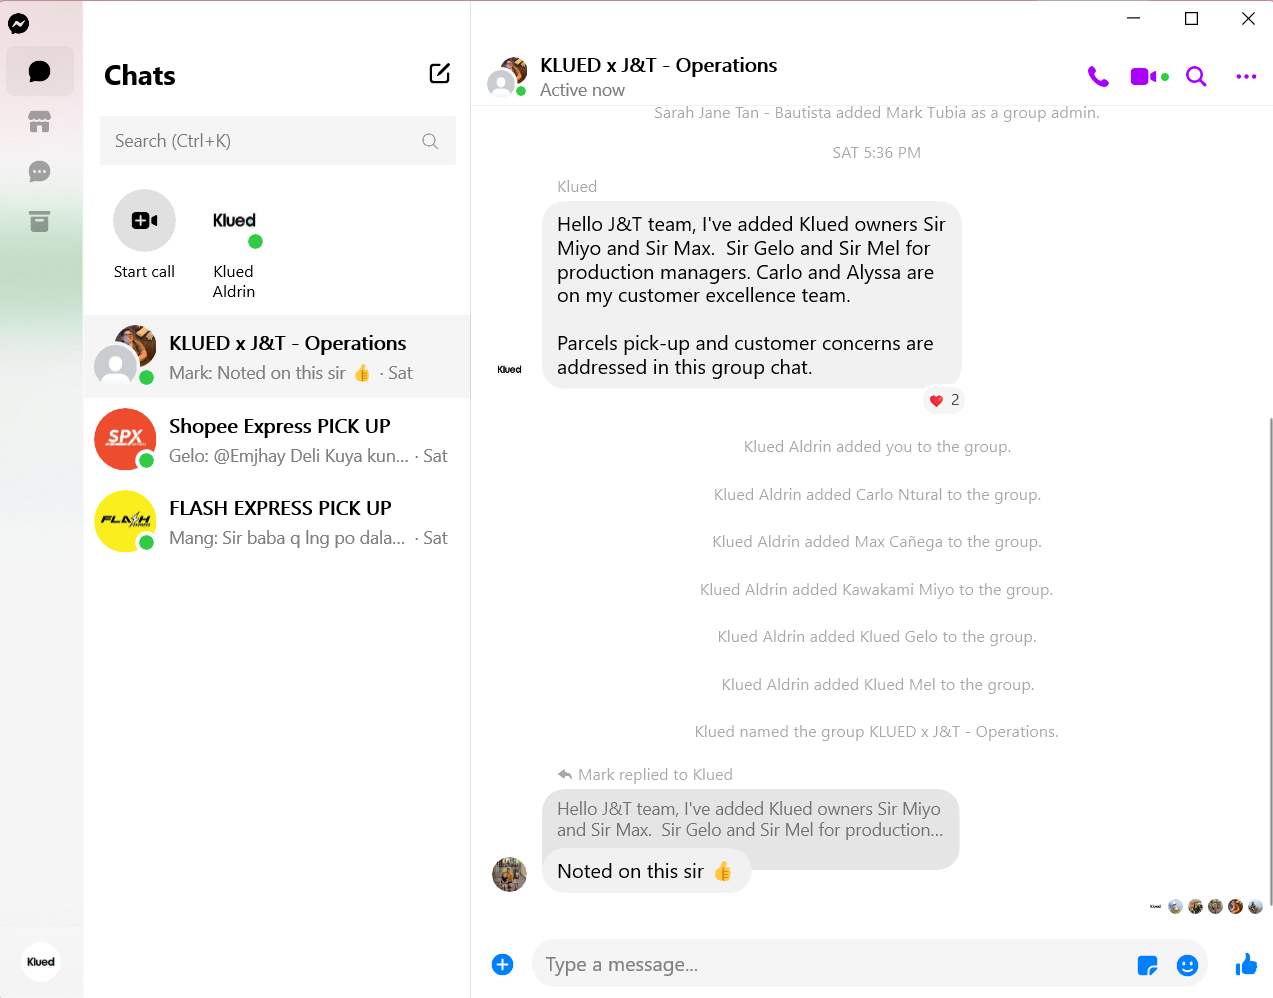 Chats
Search (Ctrl+K)
Klued
Start call
Klued
Aldrin
KLUED x J&T - Operations
Mark: Noted on this sir 👍 · Sat
SPX
Shopee Express PICK UP
Gelo: @Emjhay Deli Kuya kun... · Sat
FLASH
EXPRESS
FLASH EXPRESS PICK UP
Mang: Sir baba q lng po dala... · Sat
Klued
KLUED x J&T - Operations
Active now
Sarah Jane Tan - Bautista added Mark Tubia as a group admin.
SAT 5:36 PM
Klued
Hello J&T team, I've added Klued owners Sir
Miyo and Sir Max.  Sir Gelo and Sir Mel for
production managers. Carlo and Alyssa are
on my customer excellence team.
Parcels pick-up and customer concerns are
addressed in this group chat.
Klued
❤ 2
Klued Aldrin added you to the group.
Klued Aldrin added Carlo Ntural to the group.
Klued Aldrin added Max Cañega to the group.
Klued Aldrin added Kawakami Miyo to the group.
Klued Aldrin added Klued Gelo to the group.
Klued Aldrin added Klued Mel to the group.
Klued named the group KLUED x J&T - Operations.
Mark replied to Klued
Hello J&T team, I've added Klued owners Sir Miyo
and Sir Max.  Sir Gelo and Sir Mel for production...
Noted on this sir 👍
Klued
Type a message...